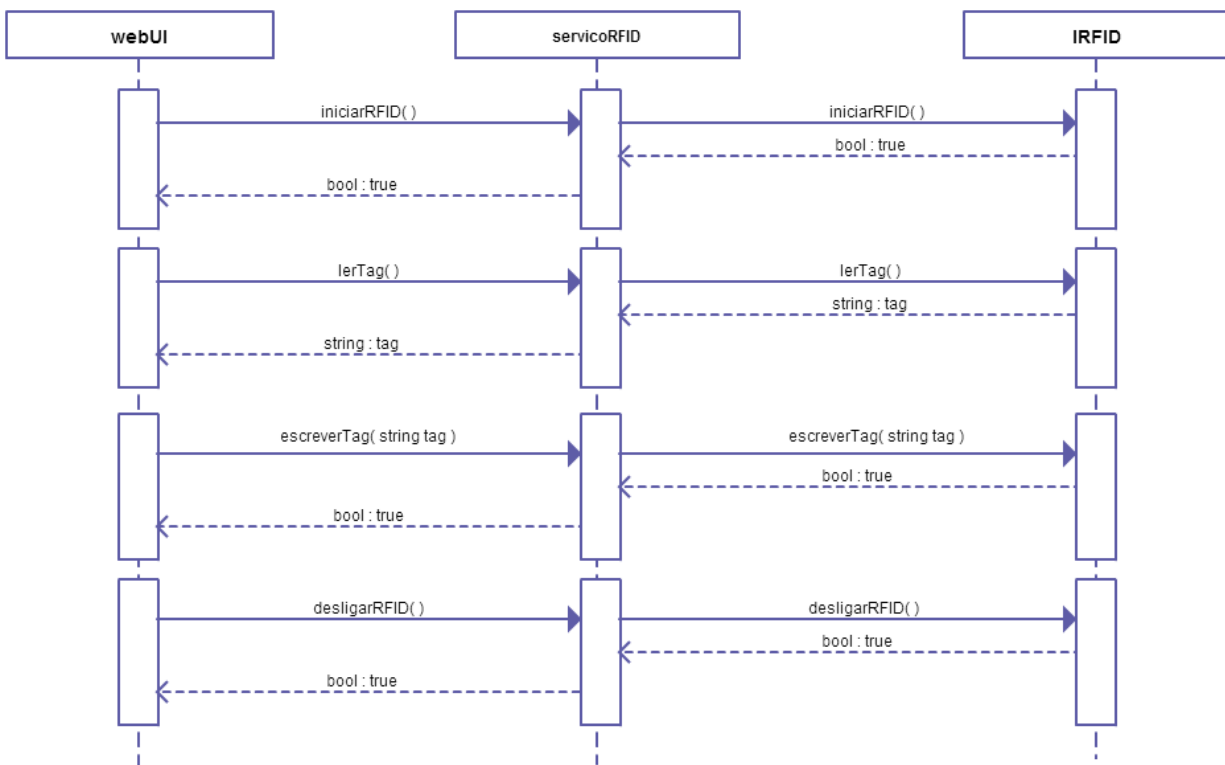 webUI
servicoRFID
IRFID
iniciarRFID( )
iniciarRFID( )
bool : true
bool : true
lerTag( )
lerTag( )
string : tag
string : tag
escreverTag( string tag )
escreverTag( string tag )
bool : true
bool : true
desligarRFID( )
desligarRFID( )
bool : true
bool : true